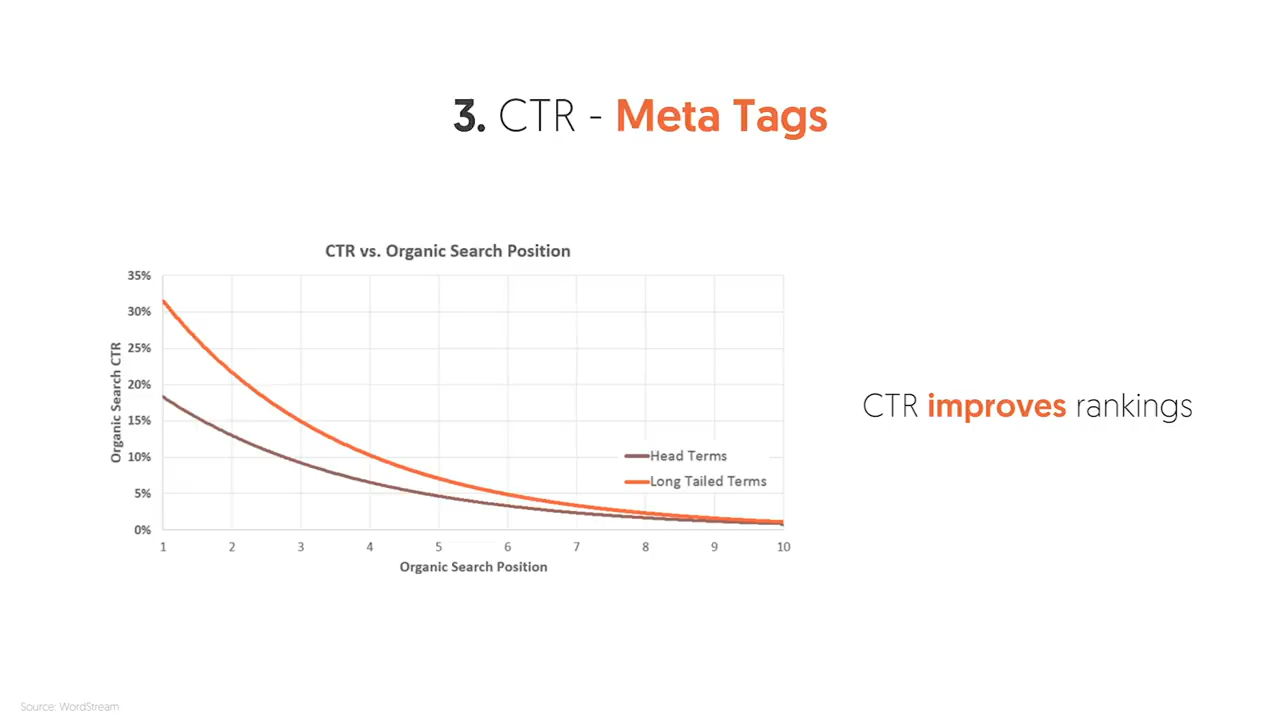 3. CTR - Meta Tags
CTR vs. Organic Search Position
Organic Search CTR
35%
30%
25%
20%
15%
10%
5%
0%
Head Terms
Long Tailed Terms
1 2 3 4 5 6 7 8 9 10
Organic Search Position
CTR improves rankings
Source: WordStream